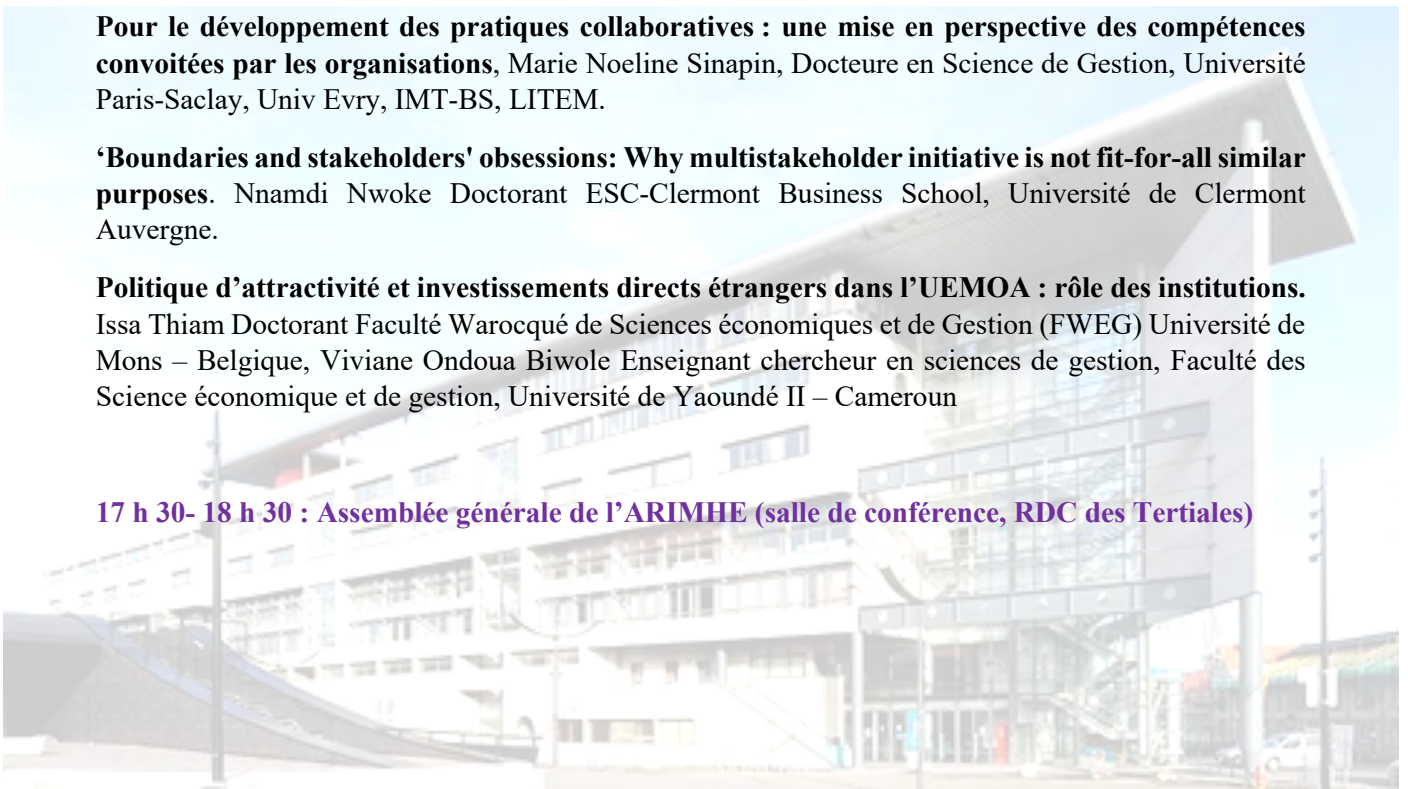 Pour le développement des pratiques collaboratives : une mise en perspective des compétences
convoitées par les organisations, Marie Noeline Sinapin, Docteure en Science de Gestion, Université
Paris-Saclay, Univ Evry, IMT-BS, LITEM.
‘Boundaries and stakeholders' obsessions: Why multistakeholder initiative is not fit-for-all similar
purposes. Nnamdi Nwoke Doctorant ESC-Clermont Business School, Université de Clermont
Auvergne.
Politique d’attractivité et investissements directs étrangers dans l’UEMOA : rôle des institutions.
Issa Thiam Doctorant Faculté Warocqué de Sciences économiques et de Gestion (FWEG) Université de
Mons – Belgique, Viviane Ondoua Biwole Enseignant chercheur en sciences de gestion, Faculté des
Science économique et de gestion, Université de Yaoundé II – Cameroun
17 h 30- 18 h 30 : Assemblée générale de l’ARIMHE (salle de conférence, RDC des Tertiales)